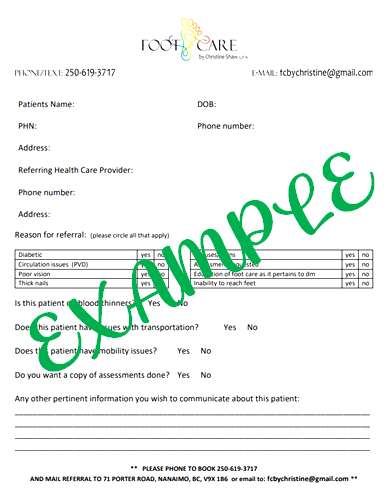 FOOT CARE
by Christine Shaw LPN
PHONE/TEXT: 250-619-3717 E-MAIL: fcbychristine@gmail.com
Patients Name: DOB:
PHN: Phone number:
Address:
Referring Health Care Provider:
Phone number:
Address:
Reason for referral: (please circle all that apply)
Diabetic yes no
Circulation issues (PVD) yes no
Poor vision yes
Thick nails yes
yes no
yes no
Education of foot care as it pertains to dm yes no
Inability to reach feet yes no
Is this patient on blood thinners? Yes No
Does this patient have issues with transportation? Yes No
Does this patient have mobility issues? Yes No
Do you want a copy of assessments done? Yes No
Any other pertinent information you wish to communicate about this patient:
** PLEASE PHONE TO BOOK 250-619-3717
AND MAIL REFERRAL TO 71 PORTER ROAD, NANAIMO, BC, V9X 1B6 or email to: fcbychristine@gmail.com **
EXAMPLE